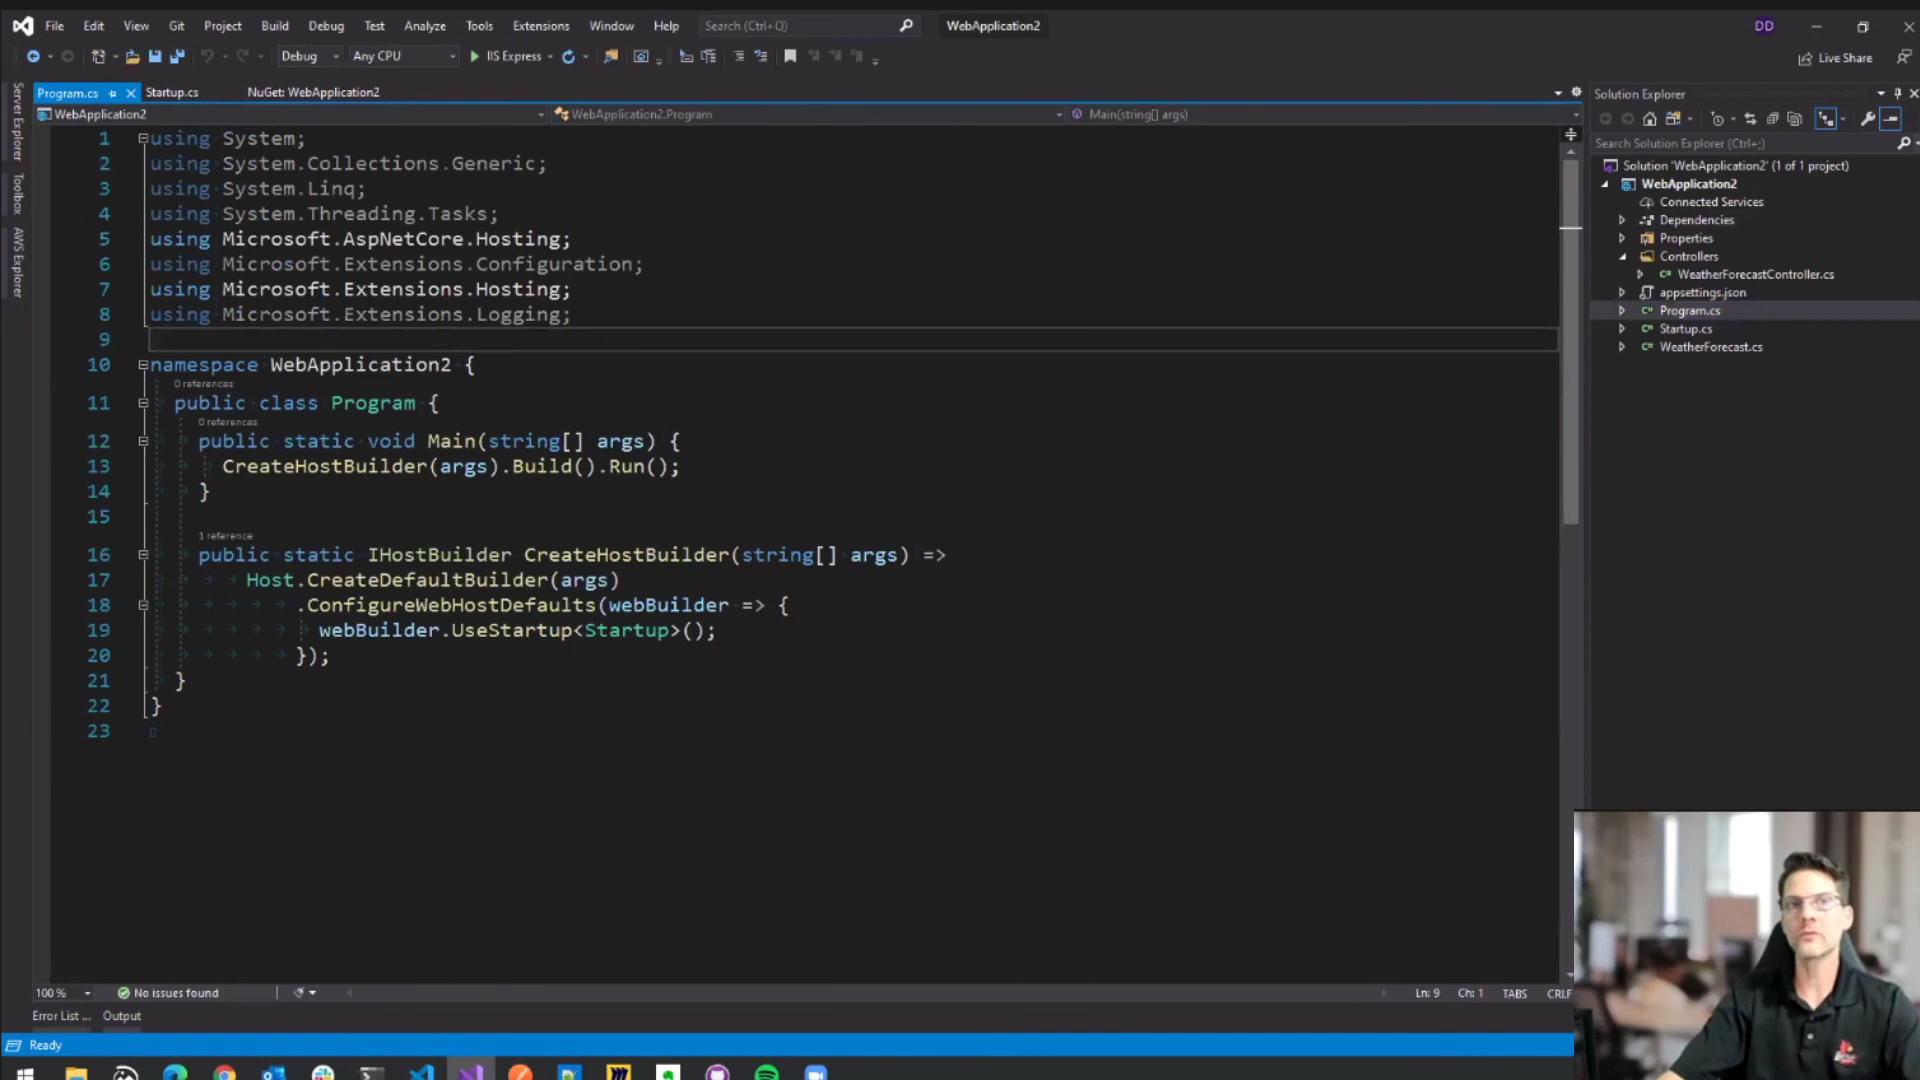 File Edit View Git Project Build Debug Test Analyze Tools Extensions Window Help Search (Ctrl+Q) WebApplication2 DD
Debug Any CPU IIS Express Live Share
Program.cs Startup.cs NuGet: WebApplication2
WebApplication2 WebApplication2.Program Main(string[] args)
Server Explorer
Toolbox
AWS Explorer
1 using System;
2 using System.Collections.Generic;
3 using System.Linq;
4 using System.Threading.Tasks;
5 using Microsoft.AspNetCore.Hosting;
6 using Microsoft.Extensions.Configuration;
7 using Microsoft.Extensions.Hosting;
8 using Microsoft.Extensions.Logging;
9
10 namespace WebApplication2 {
0 references
11 public class Program {
0 references
12 public static void Main(string[] args) {
13 CreateHostBuilder(args).Build().Run();
14 }
15
1 reference
16 public static IHostBuilder CreateHostBuilder(string[] args) =>
17 Host.CreateDefaultBuilder(args)
18 .ConfigureWebHostDefaults(webBuilder => {
19 webBuilder.UseStartup<Startup>();
20 });
21 }
22 }
23
Solution Explorer
Search Solution Explorer (Ctrl+;)
Solution 'WebApplication2' (1 of 1 project)
WebApplication2
Connected Services
Dependencies
Properties
Controllers
C# WeatherForecastController.cs
appsettings.json
C# Program.cs
C# Startup.cs
C# WeatherForecast.cs
100 % No issues found Ln: 9 Ch: 1 TABS CRLF
Error List ... Output
Ready